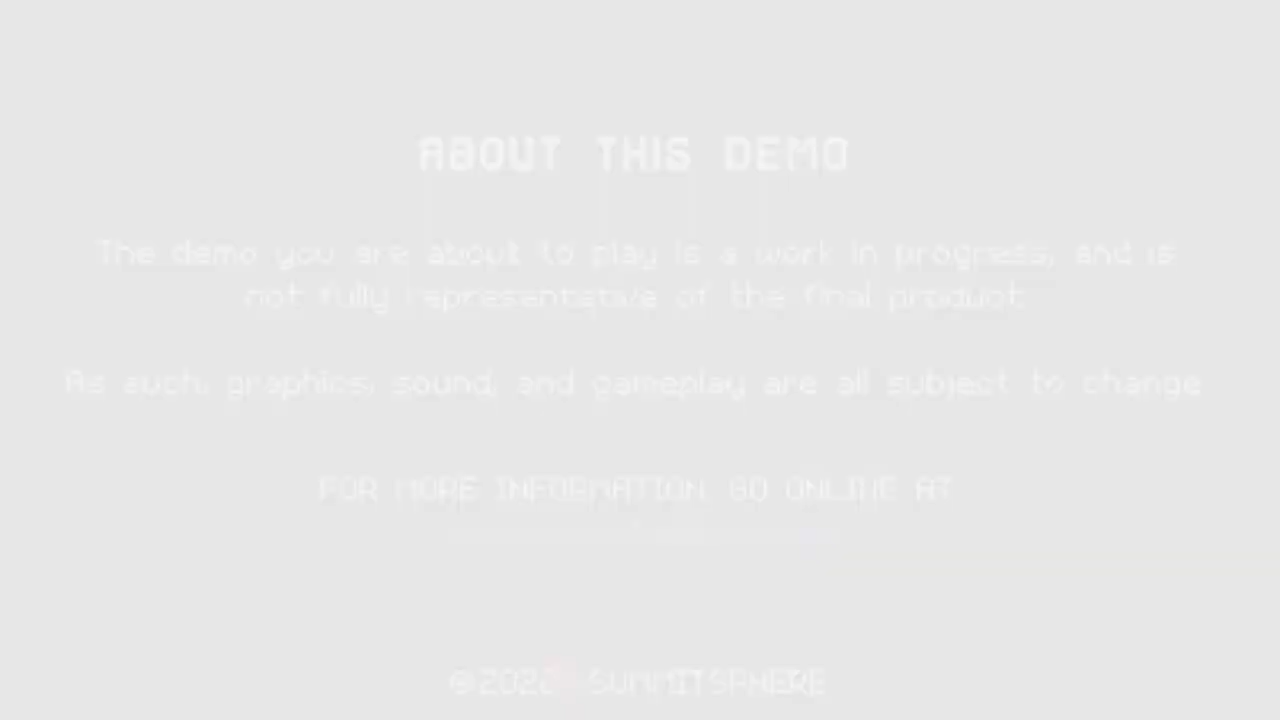 ABOUT THIS DEMO
The demo you are about to play is a work in progress, and is
not fully representative of the final product
As such, graphics, sound, and gameplay are all subject to change
FOR MORE INFORMATION, GO ONLINE AT
SUMMITSPHERE